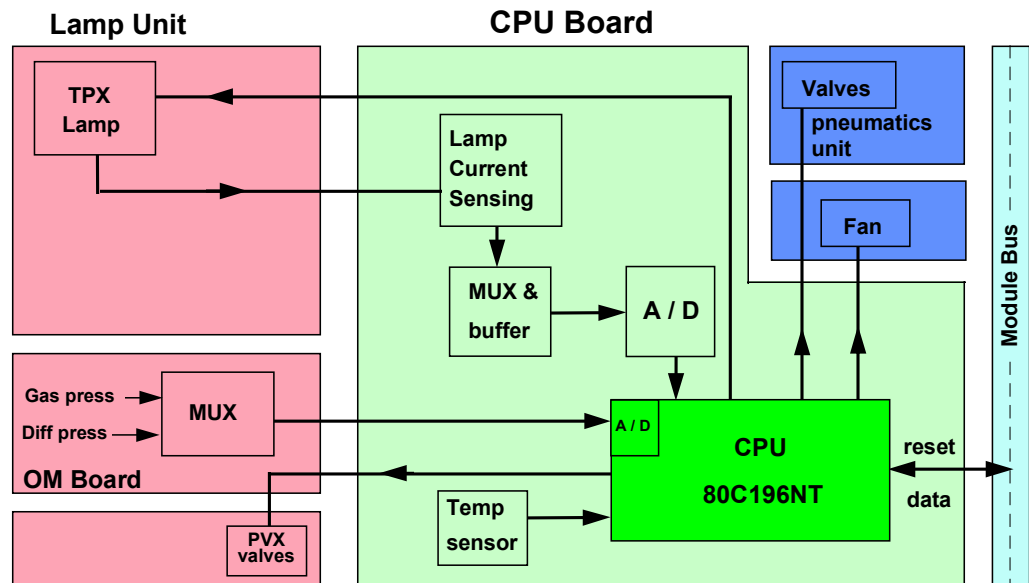 Lamp Unit
CPU Board
TPX
Lamp
Lamp
Current
Sensing
MUX &
buffer
A / D
Valves
pneumatics
unit
Fan
Module Bus
Gas press
Diff press
MUX
OM Board
A / D
CPU
80C196NT
reset
data
Temp
sensor
PVX
valves